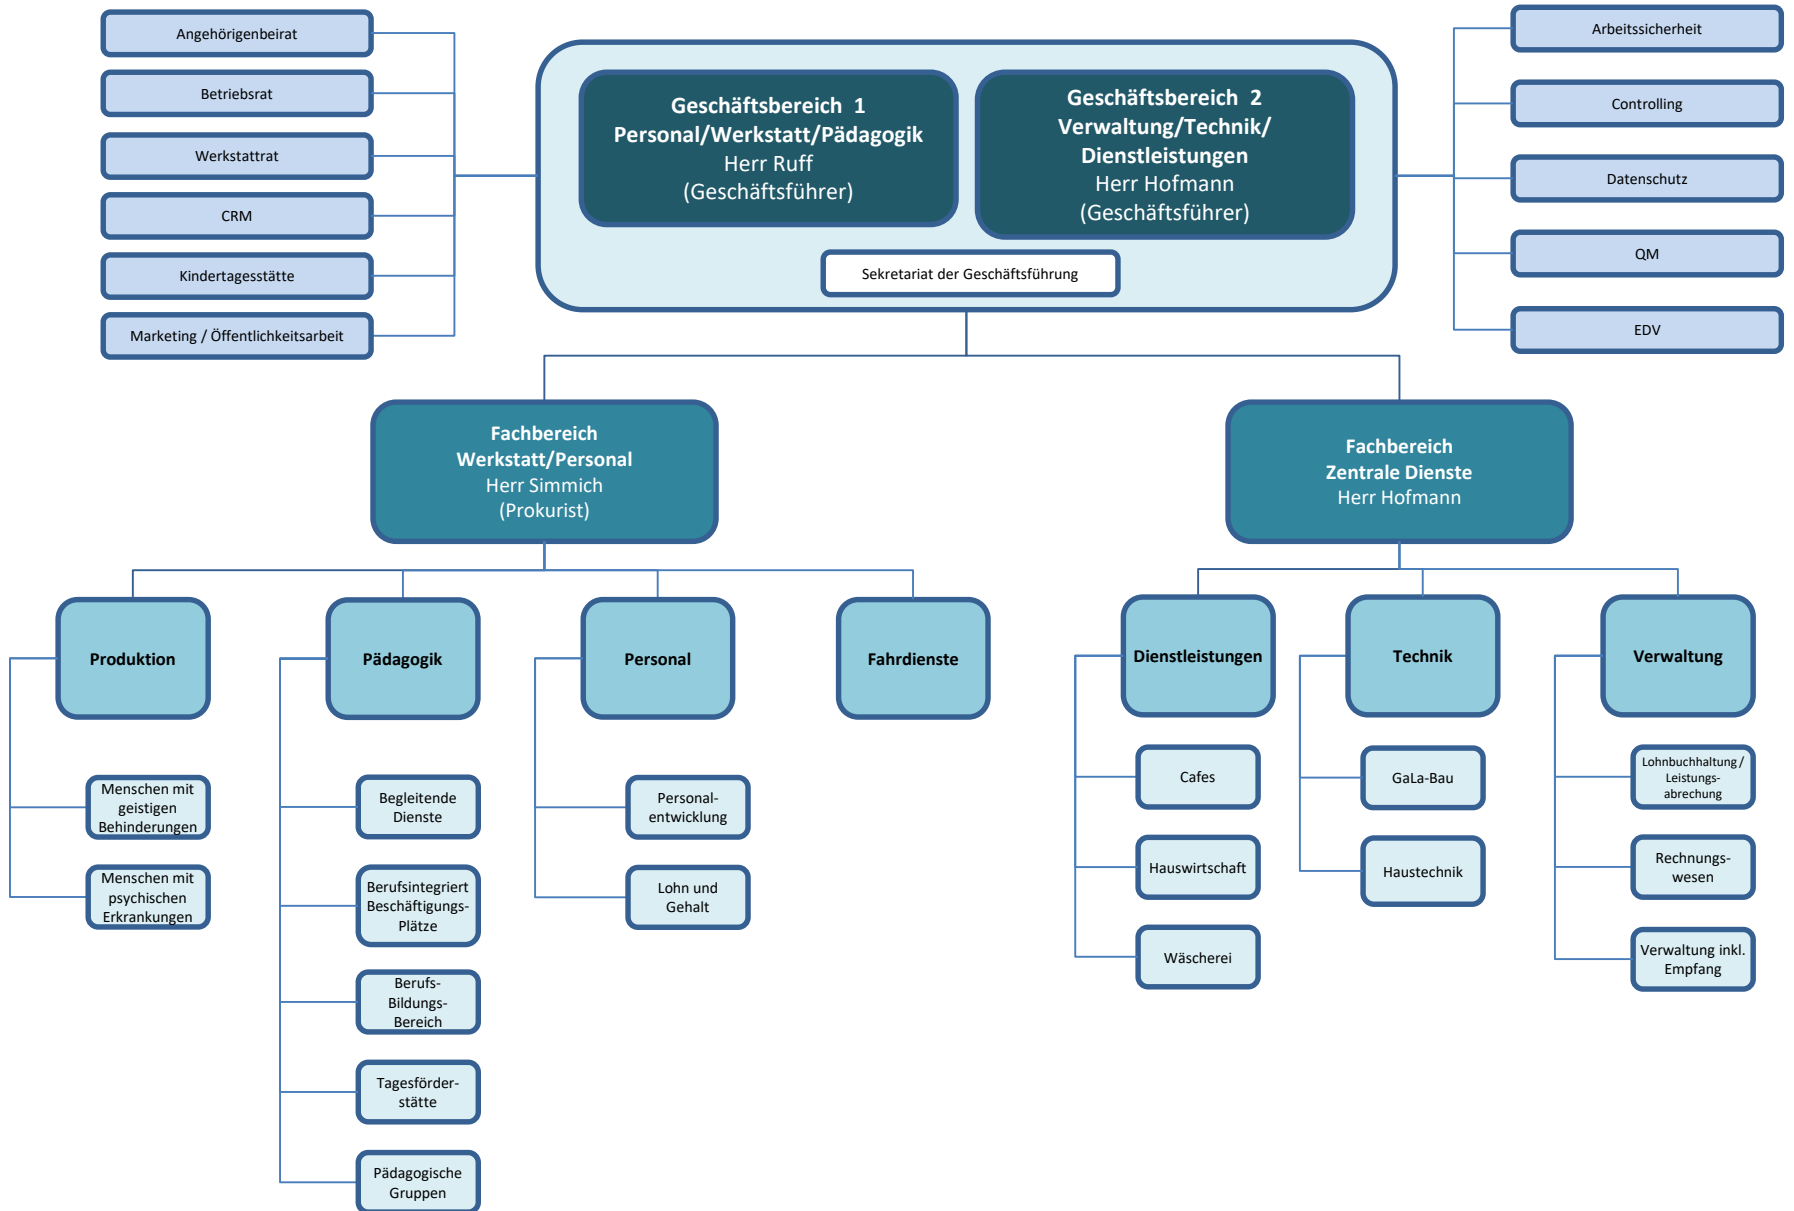 Angehörigenbeirat
Betriebsrat
Werkstattrat
CRM
Kindertagesstätte
Marketing / Öffentlichkeitsarbeit
Geschäftsbereich 1
Personal/Werkstatt/Pädagogik
Herr Ruff
(Geschäftsführer)
Geschäftsbereich 2
Verwaltung/Technik/
Dienstleistungen
Herr Hofmann
(Geschäftsführer)
Sekretariat der Geschäftsführung
Arbeitssicherheit
Controlling
Datenschutz
QM
EDV
Fachbereich
Werkstatt/Personal
Herr Simmich
(Prokurist)
Fachbereich
Zentrale Dienste
Herr Hofmann
Produktion
Menschen mit
geistigen
Behinderungen
Menschen mit
psychischen
Erkrankungen
Pädagogik
Begleitende
Dienste
Berufsintegriert
Beschäftigungs-
Plätze
Berufs-
Bildungs-
Bereich
Tagesförder-
stätte
Pädagogische
Gruppen
Personal
Personal-
entwicklung
Lohn und
Gehalt
Fahrdienste
Dienstleistungen
Cafes
Hauswirtschaft
Wäscherei
Technik
GaLa-Bau
Haustechnik
Verwaltung
Lohnbuchhaltung /
Leistungs-
abrechung
Rechnungs-
wesen
Verwaltung inkl.
Empfang